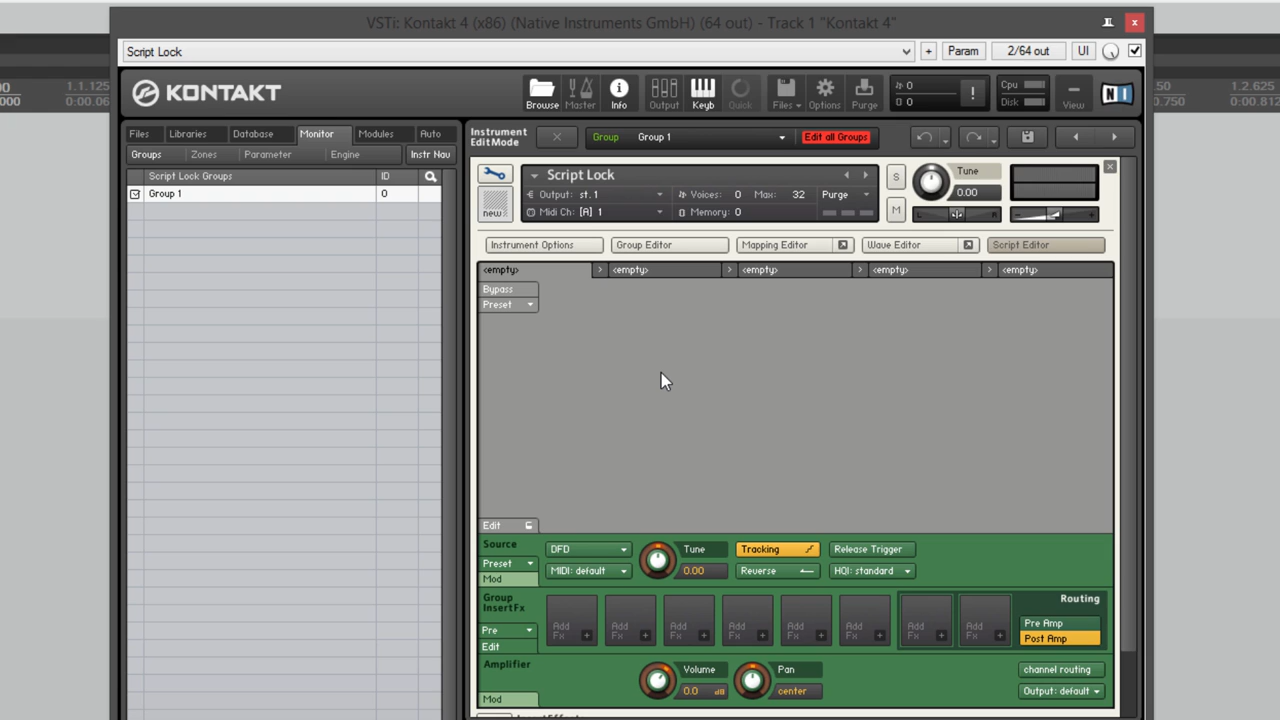 VSTi: Kontakt 4 (x86) (Native Instruments GmbH) (64 out) - Track 1 "Kontakt 4"
Script Lock
+ Param 2/64 out UI
KONTAKT
Browse Master Info Output Keyb Quick Files Options Purge
0
0
!
Cpu
Disk
View
NI
1.1.125
000 0:00.06
50 1.2.625
0.750 0:00.812
Files Libraries Database Monitor Modules Auto
Groups Zones Parameter Engine Instr Nav
Script Lock Groups ID
Group 1 0
Instrument
Edit Mode
Group Group 1 Edit all Groups
Script Lock
Output: st.1 Voices: 0 Max: 32 Purge
Midi Ch: [A] 1 Memory: 0
new
S
M
Tune
0.00
L R
- +
Instrument Options Group Editor Mapping Editor Wave Editor Script Editor
<empty> <empty> <empty> <empty> <empty>
Bypass
Preset
Edit
Source
Preset
Mod
DFD Tune Tracking Release Trigger
MIDI: default 0.00 Reverse HQI: standard
Group
InsertFx
Pre
Edit
Add Fx + Add Fx + Add Fx + Add Fx + Add Fx + Add Fx + Add Fx + Add Fx +
Routing
Pre Amp
Post Amp
Amplifier
Mod
Volume Pan channel routing
0.0 dB center Output: default